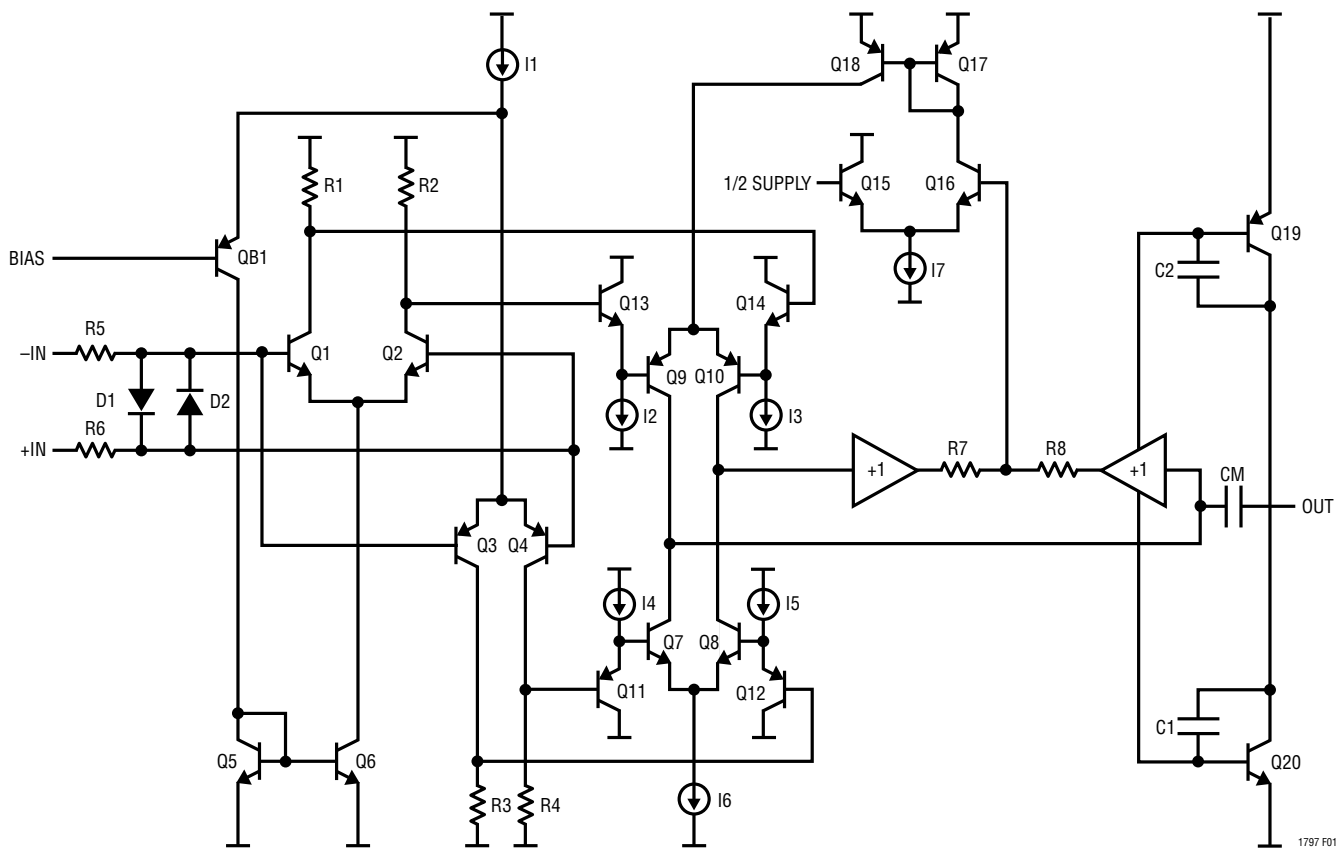 I1
Q18
Q17
R1
R2
1/2 SUPPLY
Q15
Q16
BIAS
QB1
Q19
I7
C2
Q13
Q14
R5
–IN
Q1
Q2
Q9
Q10
D1
D2
I2
I3
R6
+IN
+1
R7
R8
+1
CM
OUT
Q3
Q4
I4
I5
Q7
Q8
Q11
Q12
C1
Q5
Q6
Q20
R3
R4
I6
1797 F01